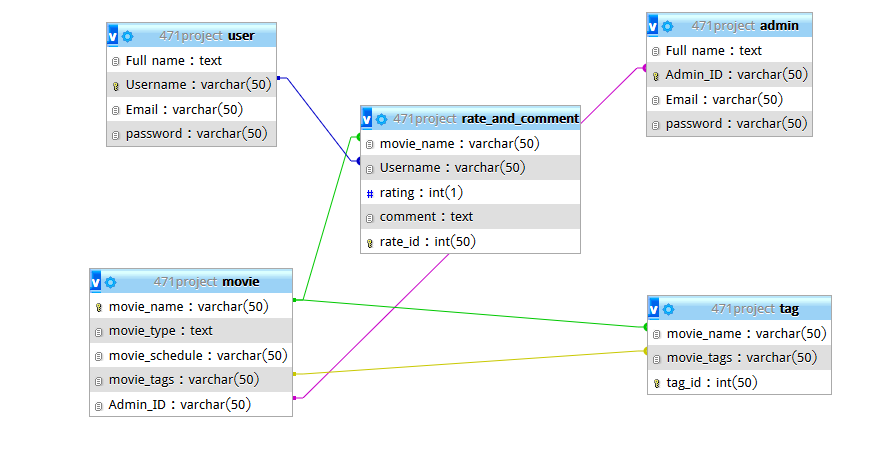 471project user
Full name : text
Username : varchar(50)
Email : varchar(50)
password : varchar(50)
471project admin
Full name : text
Admin_ID : varchar(50)
Email : varchar(50)
password : varchar(50)
471project rate_and_comment
movie_name : varchar(50)
Username : varchar(50)
# rating : int(1)
comment : text
rate_id : int(50)
471project movie
movie_name : varchar(50)
movie_type : text
movie_schedule : varchar(50)
movie_tags : varchar(50)
Admin_ID : varchar(50)
471project tag
movie_name : varchar(50)
movie_tags : varchar(50)
tag_id : int(50)